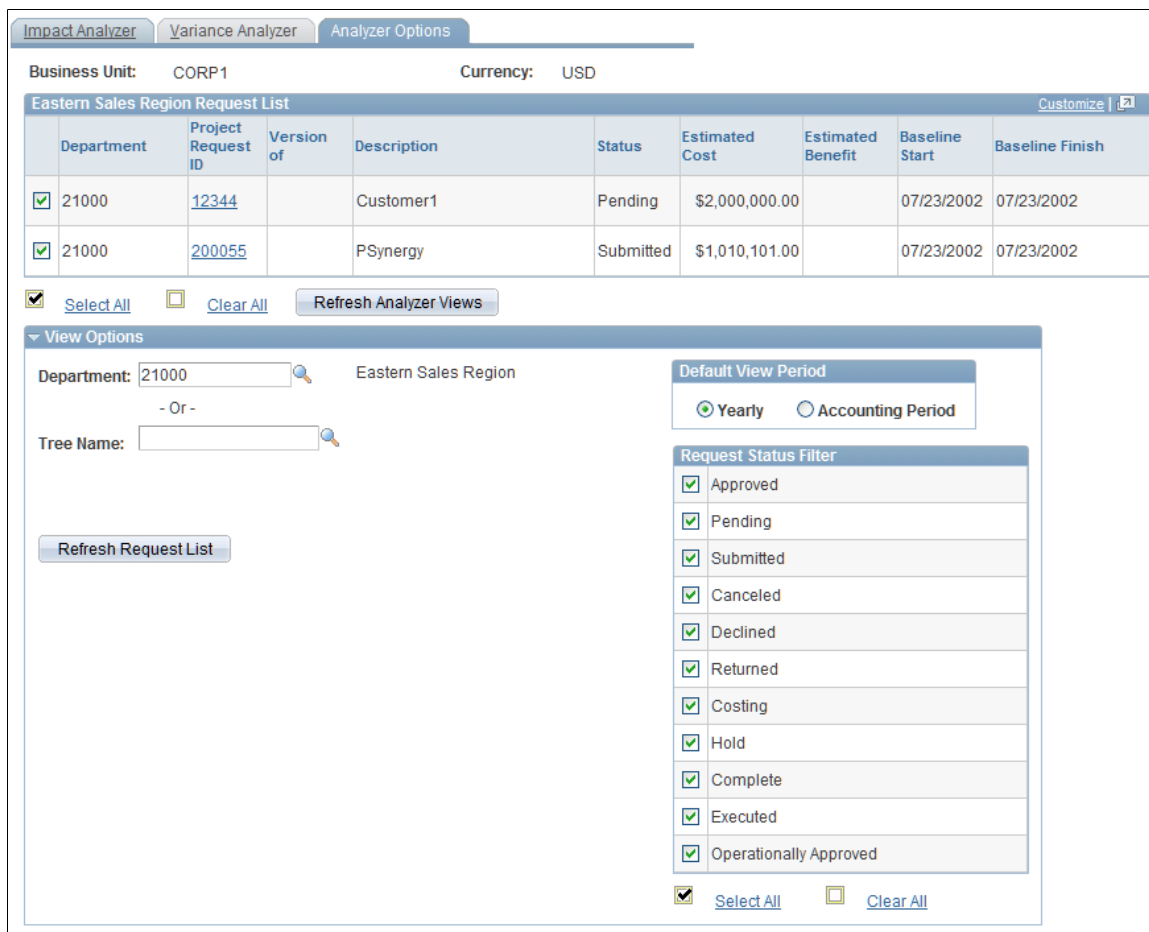 Impact Analyzer Variance Analyzer Analyzer Options
Business Unit: CORP1 Currency: USD
Eastern Sales Region Request List Customize |
Department Project Request ID Version of Description Status Estimated Cost Estimated Benefit Baseline Start Baseline Finish
21000 12344 Customer1 Pending $2,000,000.00 07/23/2002 07/23/2002
21000 200055 PSynergy Submitted $1,010,101.00 07/23/2002 07/23/2002
Select All Clear All Refresh Analyzer Views
View Options
Department: 21000 Eastern Sales Region
- Or -
Tree Name:
Refresh Request List
Default View Period
Yearly Accounting Period
Request Status Filter
Approved
Pending
Submitted
Canceled
Declined
Returned
Costing
Hold
Complete
Executed
Operationally Approved
Select All Clear All